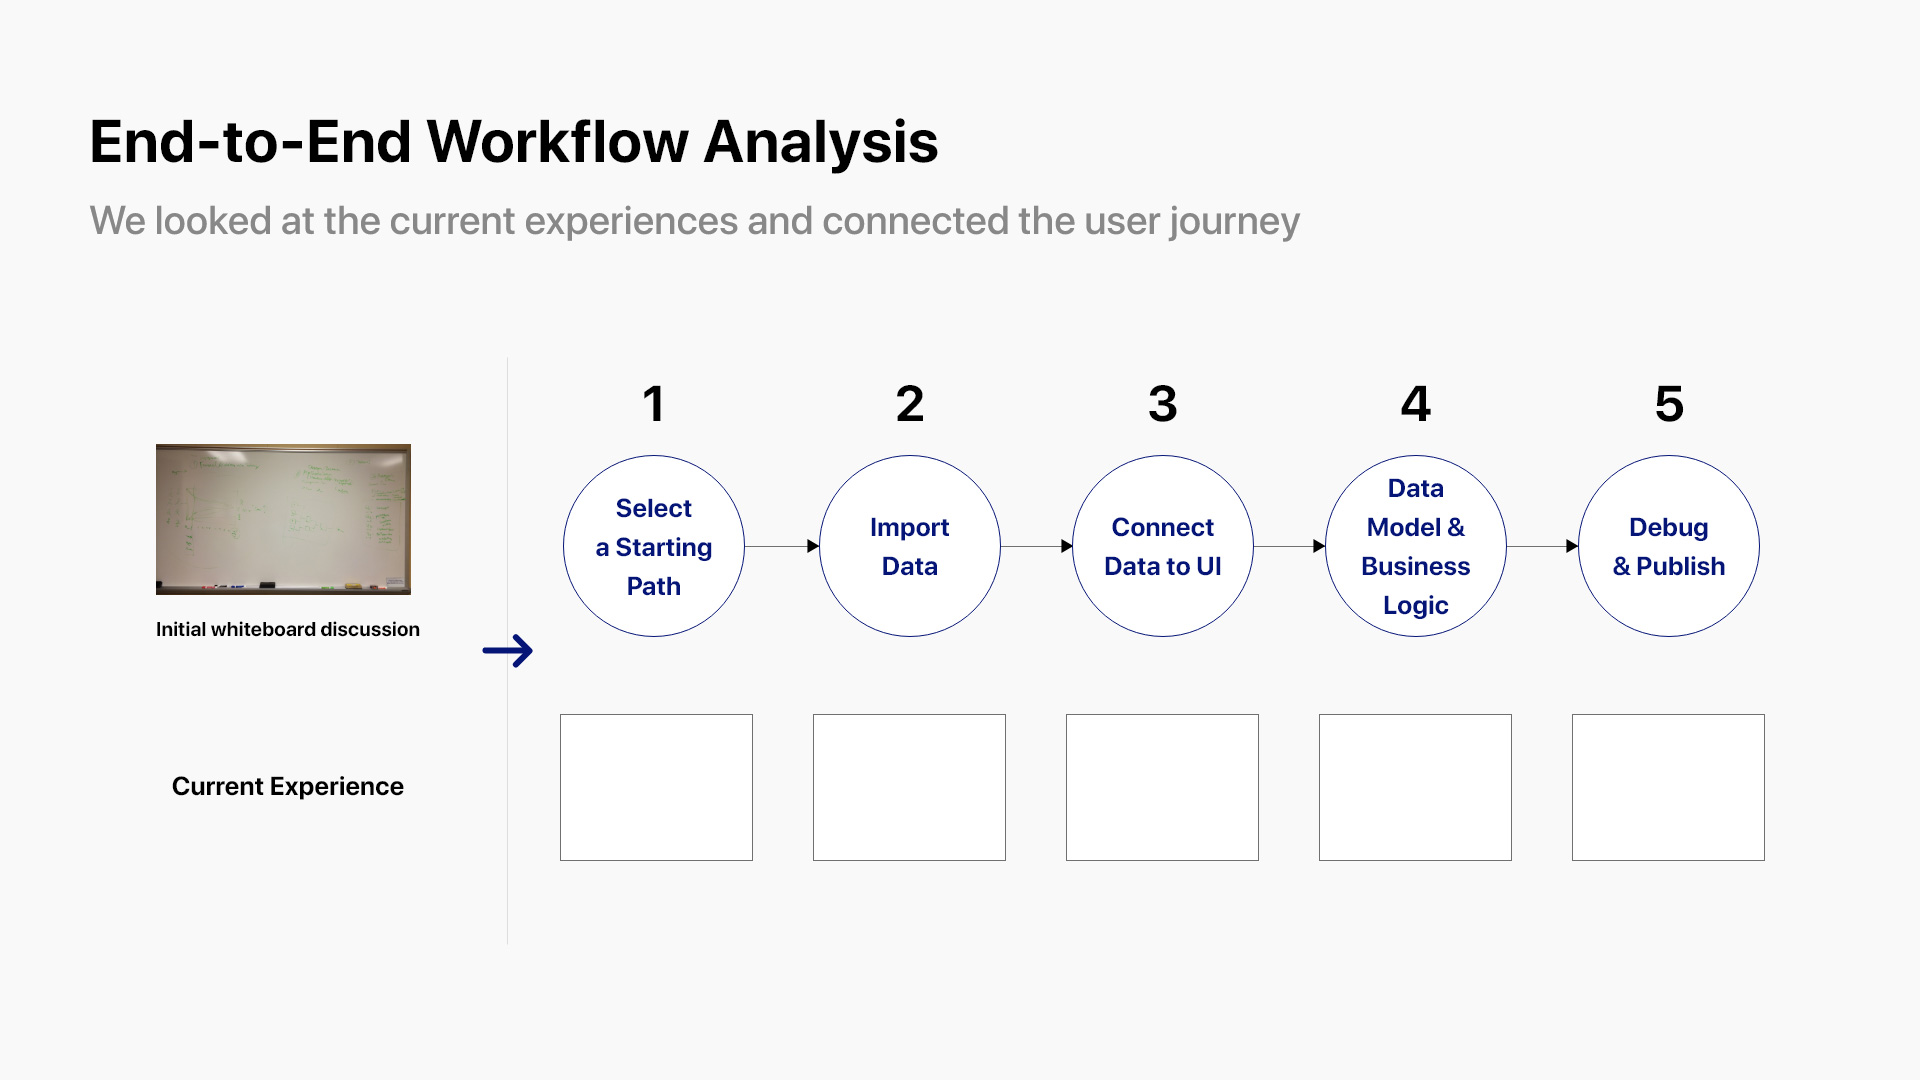 End-to-End Workflow Analysis
We looked at the current experiences and connected the user journey
Initial whiteboard discussion
1
Select
a Starting
Path
2
Import
Data
3
Connect
Data to UI
4
Data
Model &
Business
Logic
5
Debug
& Publish
Current Experience